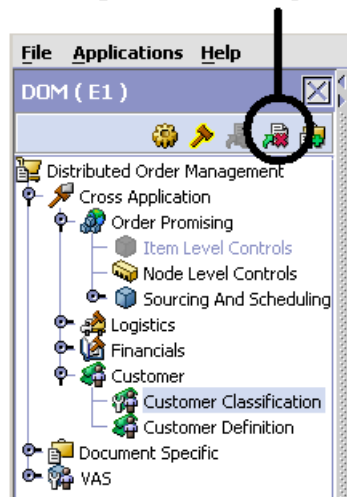 File Applications Help
DOM ( E1 )
Distributed Order Management
Cross Application
Order Promising
Item Level Controls
Node Level Controls
Sourcing And Scheduling
Logistics
Financials
Customer
Customer Classification
Customer Definition
Document Specific
VAS